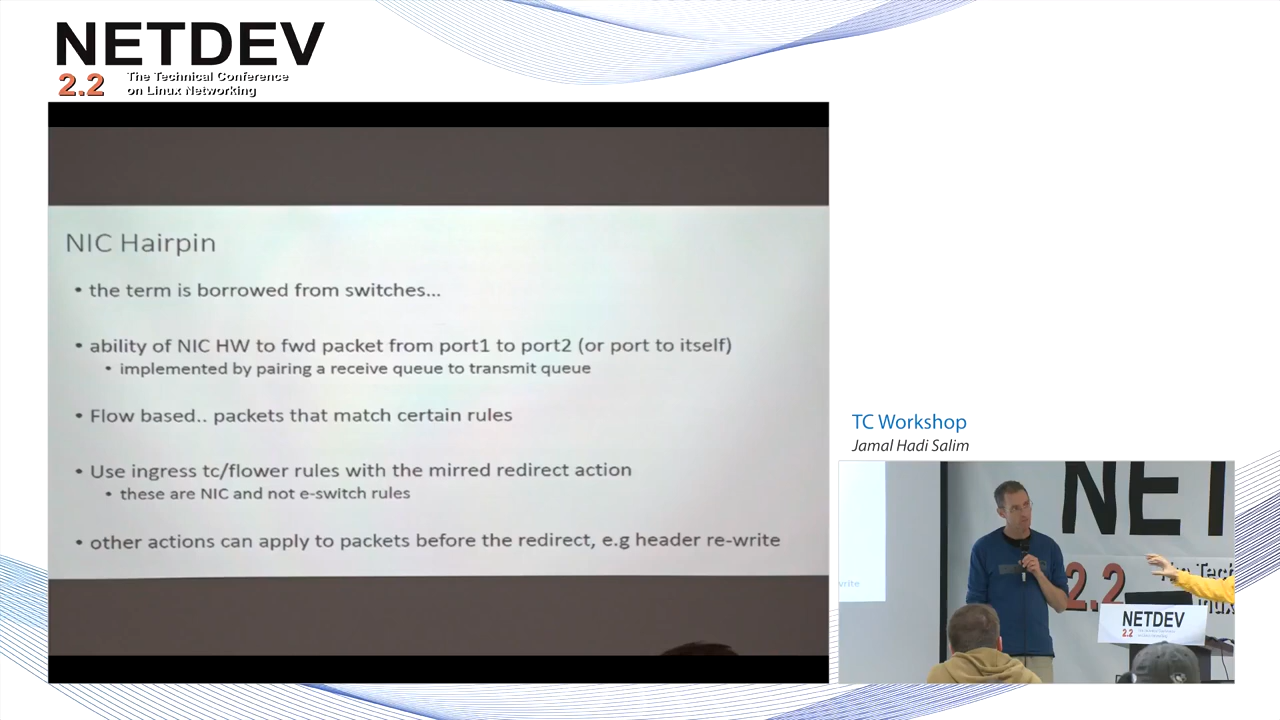 NETDEV
2.2
The Technical Conference
on Linux Networking
NIC Hairpin
• the term is borrowed from switches...
• ability of NIC HW to fwd packet from port1 to port2 (or port to itself)
• implemented by pairing a receive queue to transmit queue
• Flow based.. packets that match certain rules
• Use ingress tc/flower rules with the mirred redirect action
• these are NIC and not e-switch rules
• other actions can apply to packets before the redirect, e.g header re-write
TC Workshop
Jamal Hadi Salim
NET
2.2
write
NETDEV
2.2